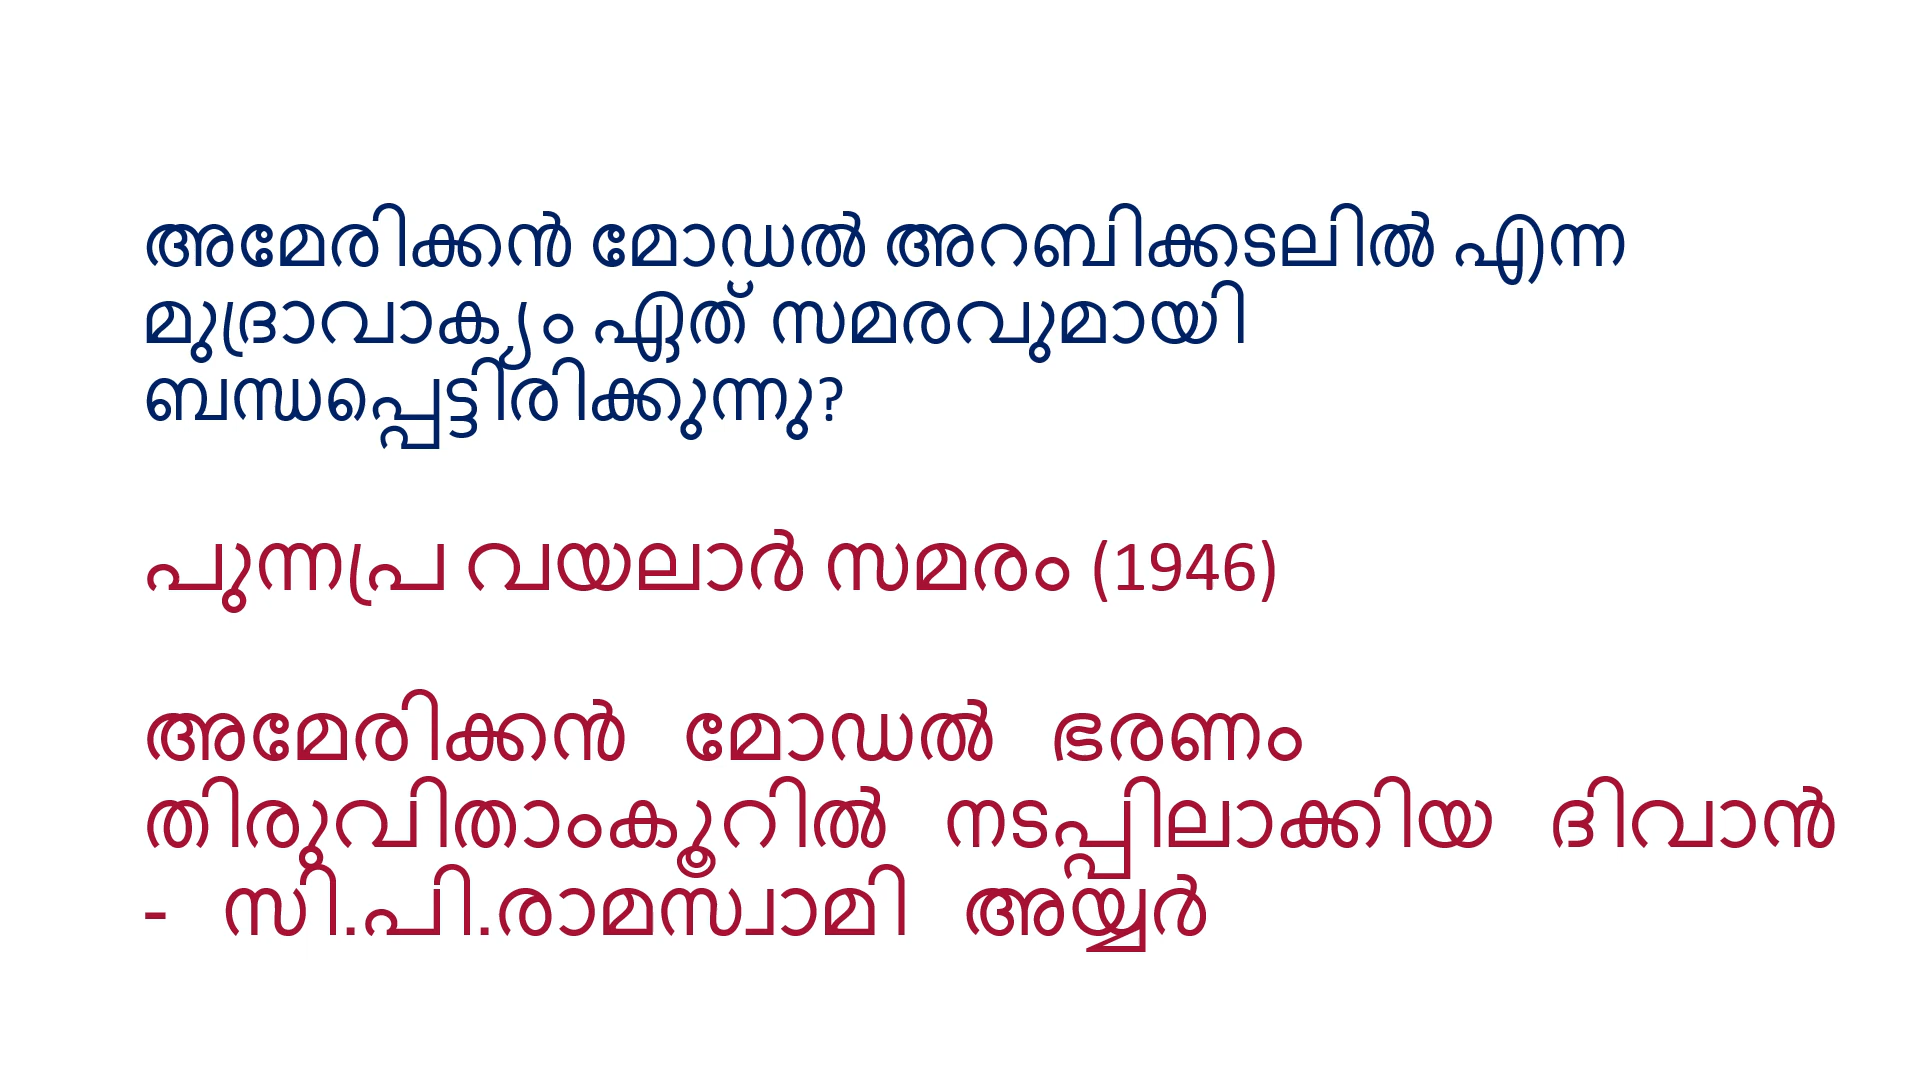 അമേരിക്കൻ മോഡൽ അറബിക്കടലിൽ എന്ന
മുദ്രാവാക്യം ഏത് സമരവുമായി
ബന്ധപ്പെട്ടിരിക്കുന്നു?
പുന്നപ്ര വയലാർ സമരം (1946)
അമേരിക്കൻ മോഡൽ ഭരണം
തിരുവിതാംകൂറിൽ നടപ്പിലാക്കിയ ദിവാൻ
- സി.പി.രാമസ്വാമി അയ്യർ